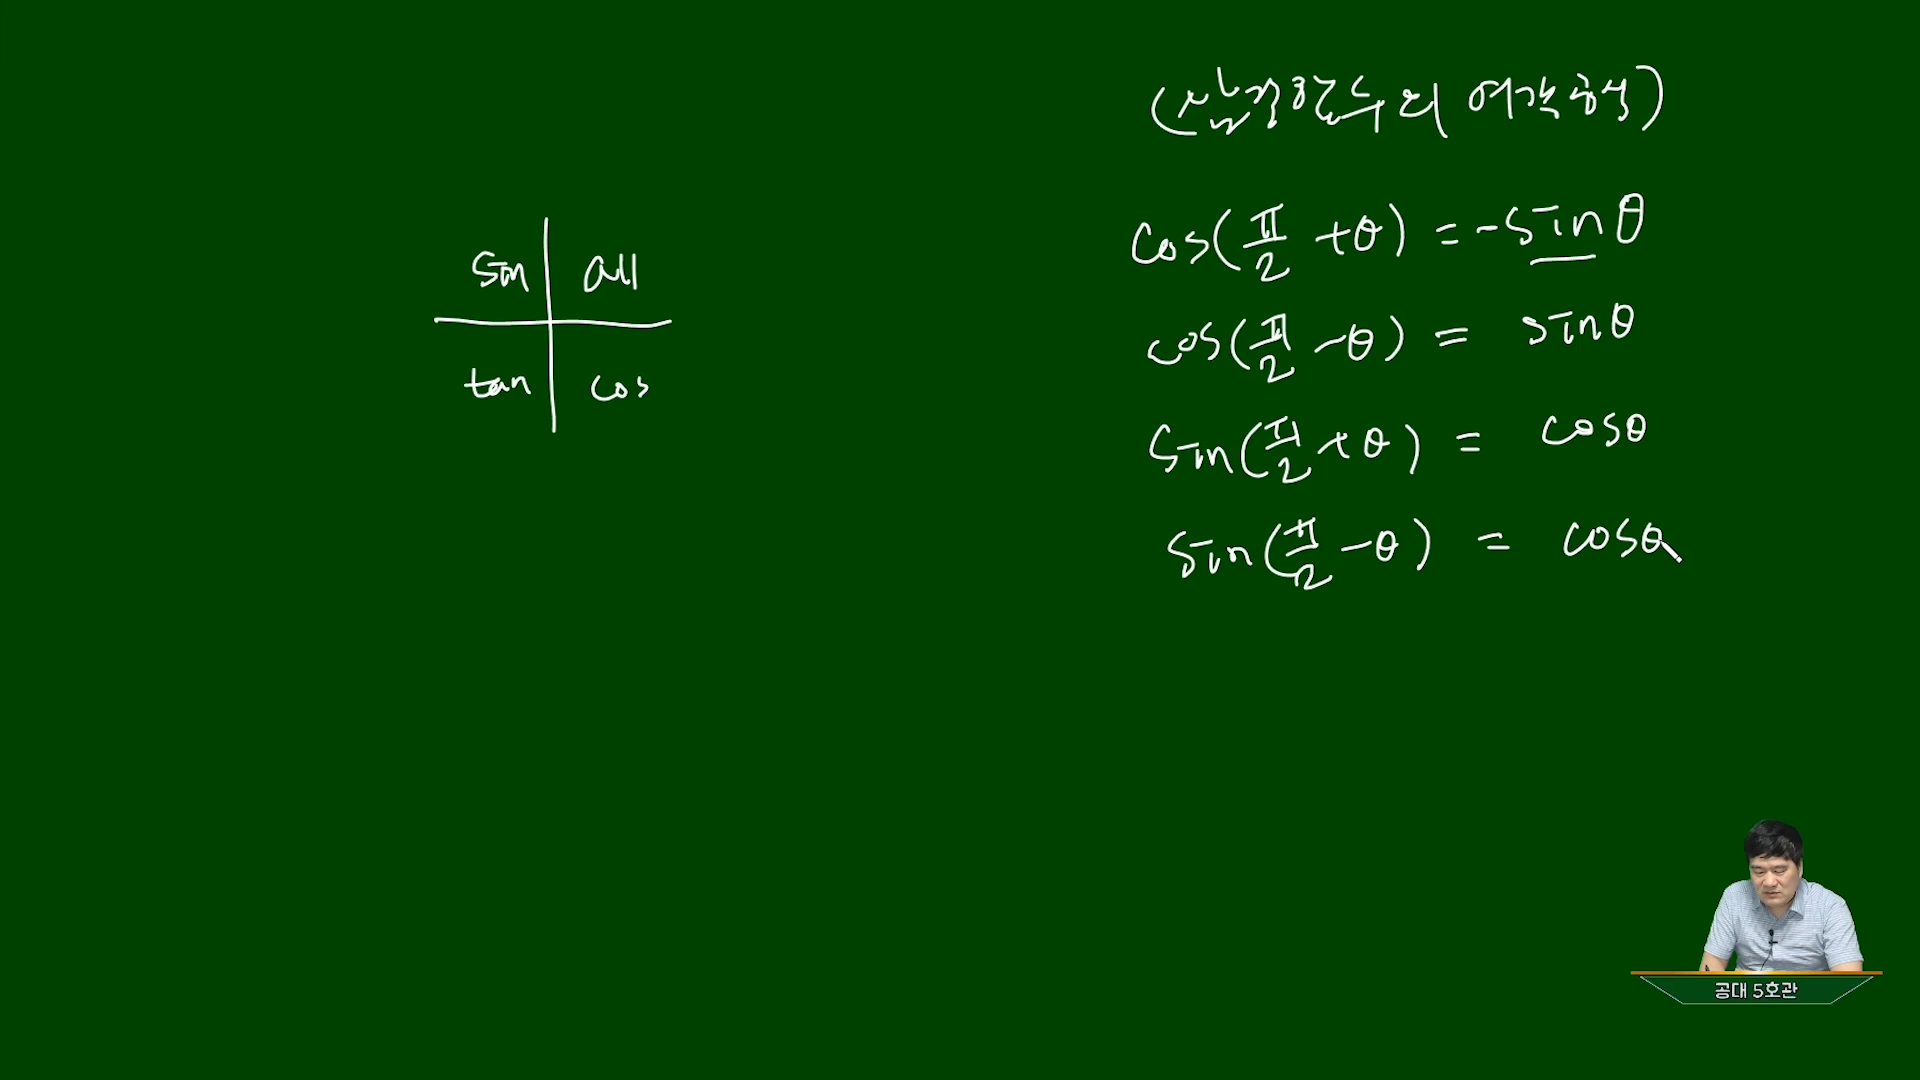 sin all
tan cos
(삼각함수의 여각공식)
cos(π/2 +θ) = -sinθ
cos(π/2 -θ) = sinθ
sin(π/2 +θ) = cosθ
sin(π/2 -θ) = cosθ
공대 5호관